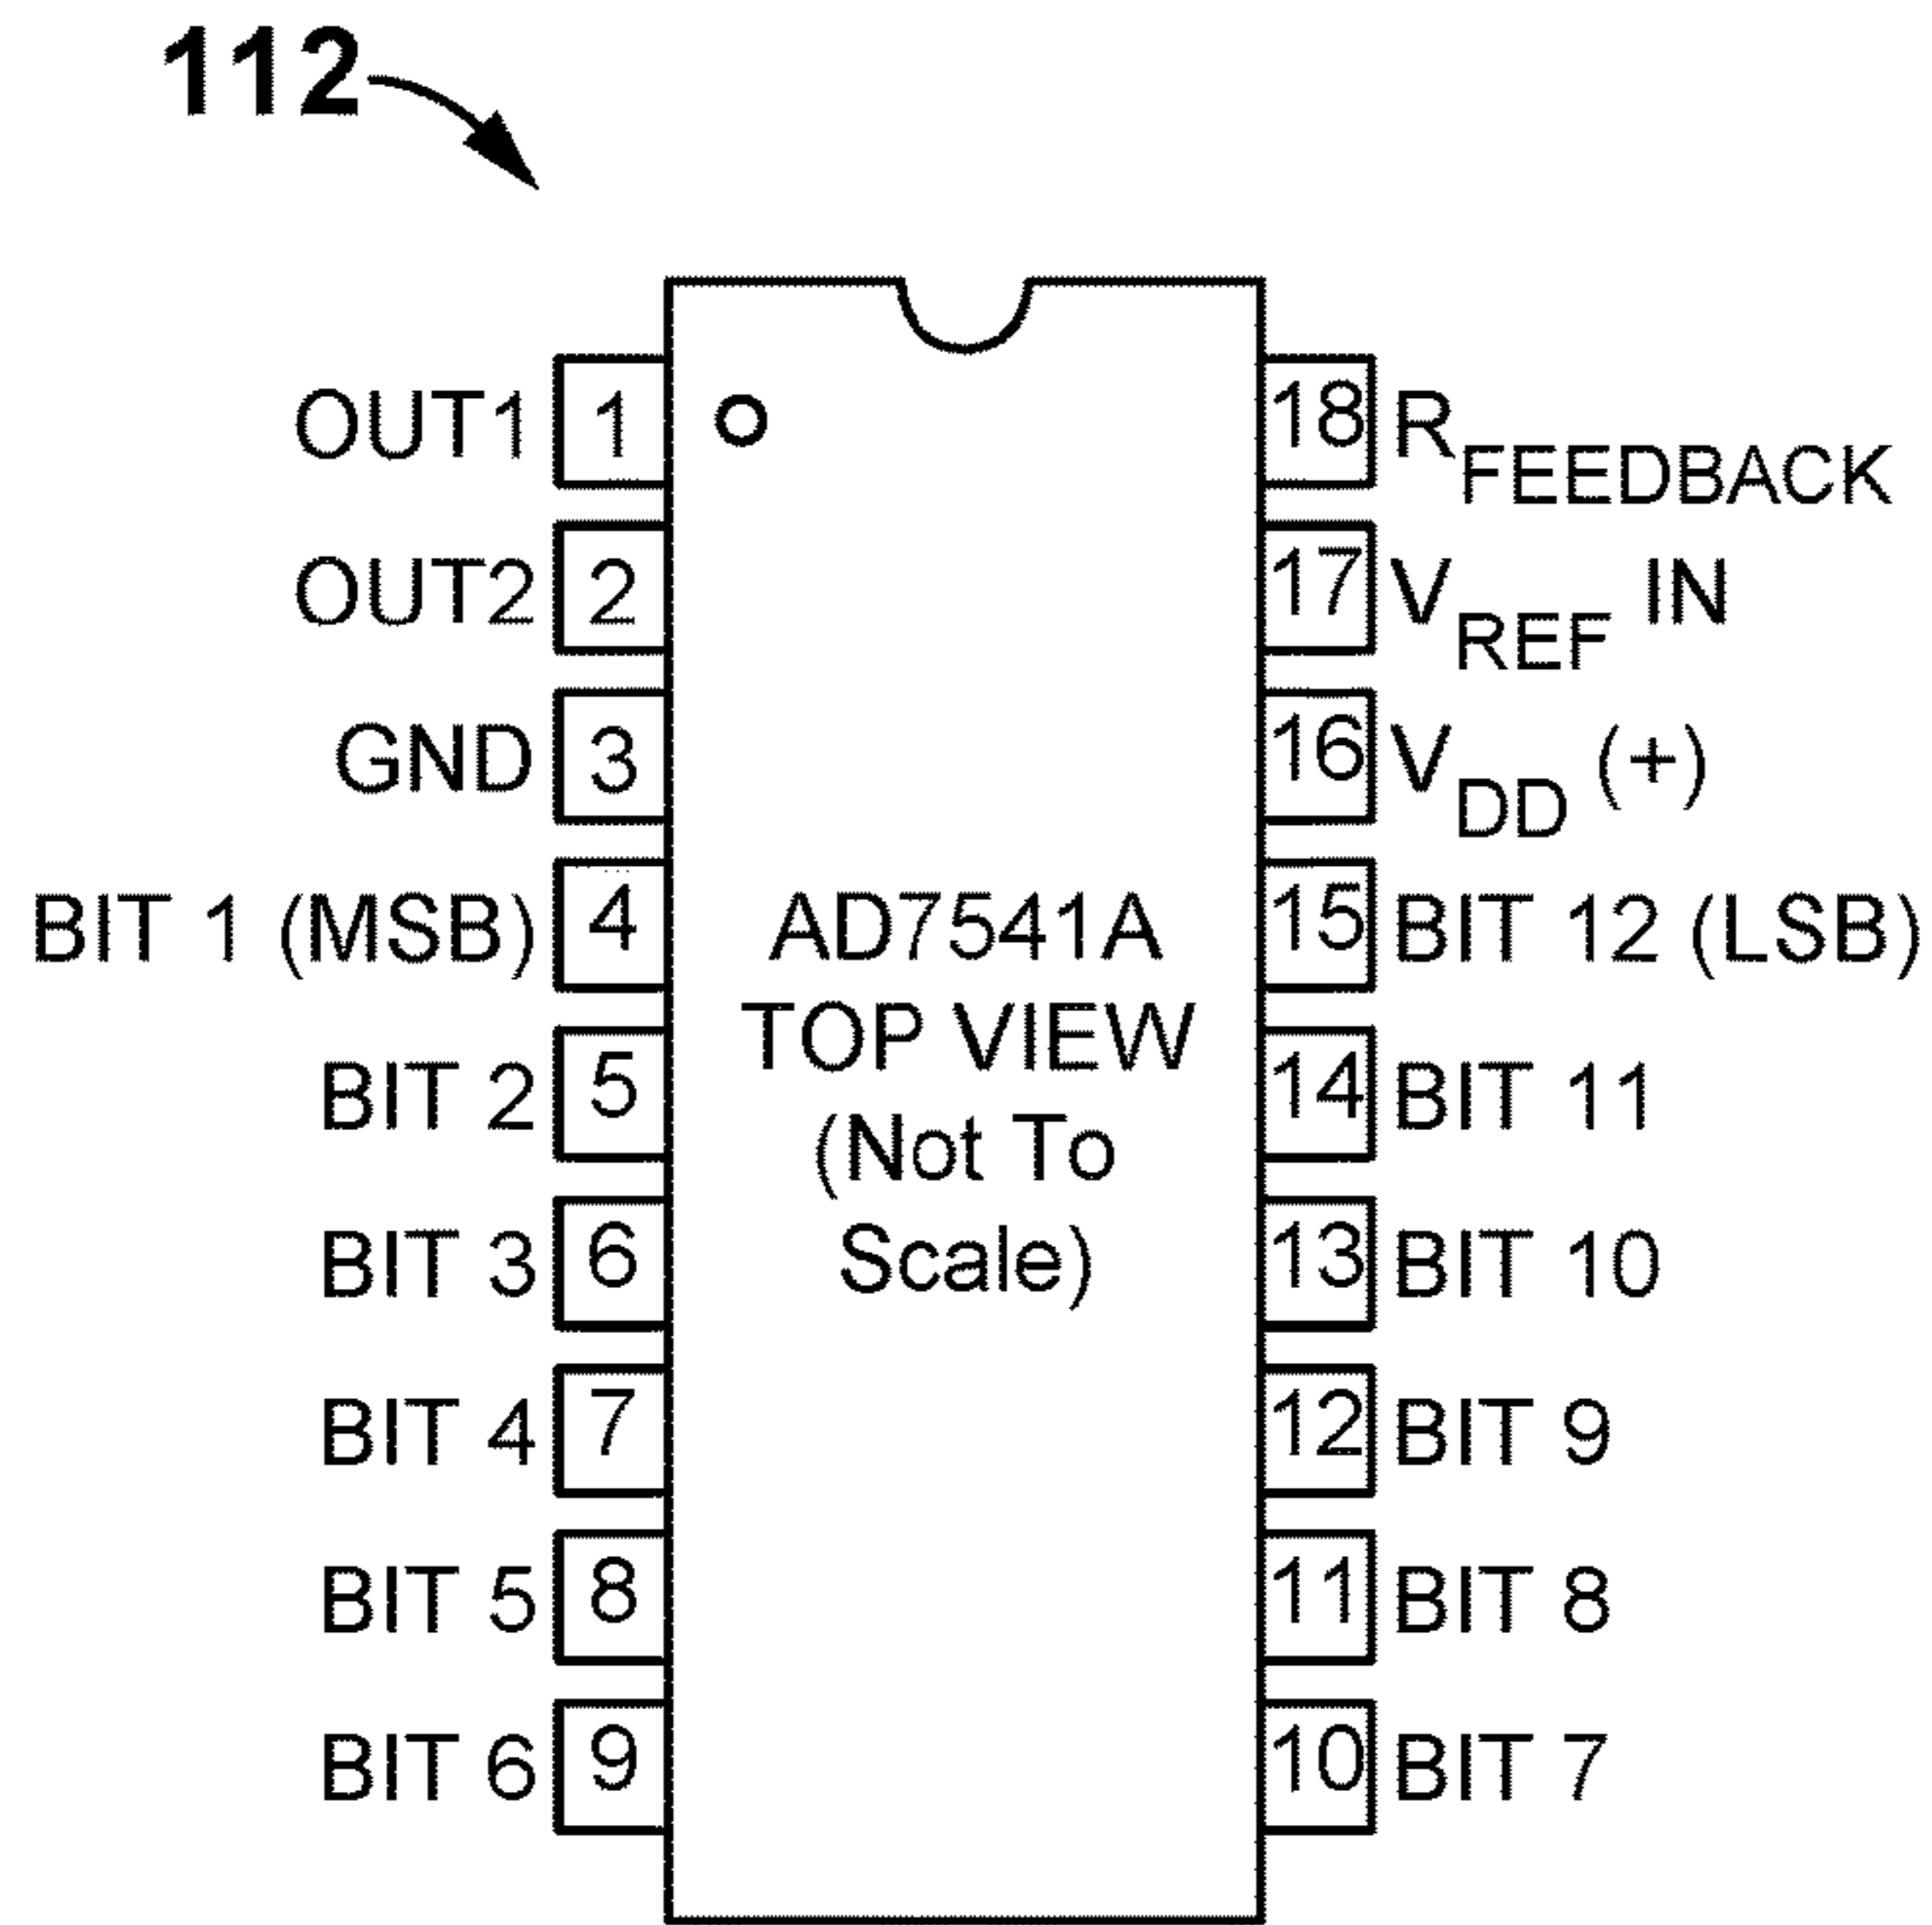 112
OUT1 1 18 RFEEDBACK
OUT2 2 17 VREF IN
GND 3 16 VDD (+)
BIT 1 (MSB) 4 AD7541A 15 BIT 12 (LSB)
TOP VIEW
BIT 2 5 14 BIT 11
(Not To
BIT 3 6 Scale) 13 BIT 10
BIT 4 7 12 BIT 9
BIT 5 8 11 BIT 8
BIT 6 9 10 BIT 7